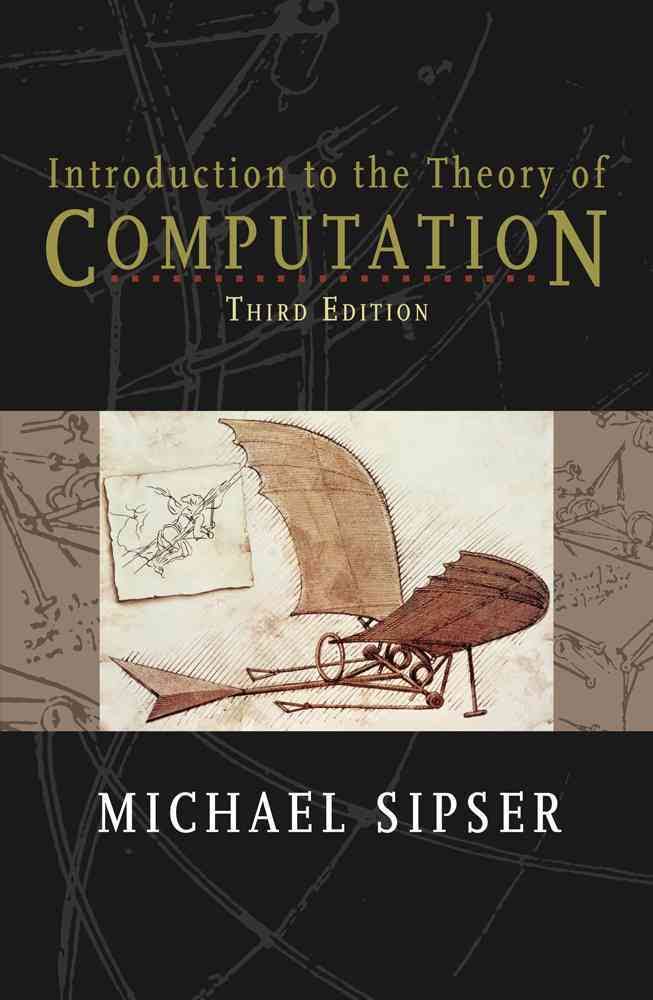 Introduction to the Theory of
COMPUTATION
THIRD EDITION
MICHAEL SIPSER